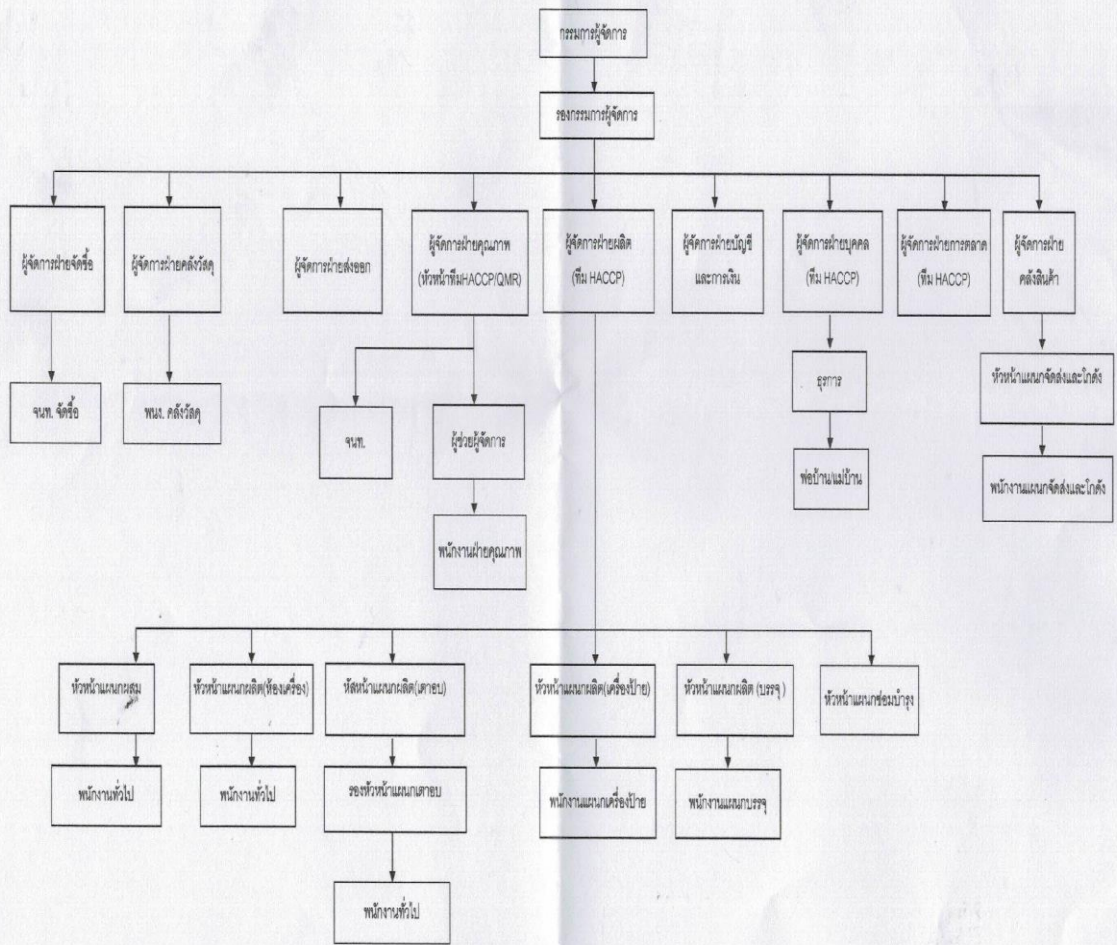 กรรมการผู้จัดการ
รองกรรมการผู้จัดการ
ผู้จัดการฝ่ายจัดซื้อ
ผู้จัดการฝ่ายคลังวัสดุ
ผู้จัดการฝ่ายส่งออก
ผู้จัดการฝ่ายคุณภาพ
(หัวหน้าทีมHACCP/QMR)
ผู้จัดการฝ่ายผลิต
(ทีม HACCP)
ผู้จัดการฝ่ายบัญชี
และการเงิน
ผู้จัดการฝ่ายบุคคล
(ทีม HACCP)
ผู้จัดการฝ่ายการตลาด
(ทีม HACCP)
ผู้จัดการฝ่าย
คลังสินค้า
จนท. จัดซื้อ
พนง. คลังวัสดุ
จนท.
ผู้ช่วยผู้จัดการ
ธุรการ
หัวหน้าแผนกจัดส่งและโกดัง
พ่อบ้าน/แม่บ้าน
พนักงานแผนกจัดส่งและโกดัง
พนักงานฝ่ายคุณภาพ
หัวหน้าแผนกผสม
หัวหน้าแผนกผลิต(ห้องเครื่อง)
หัสหน้าแผนกผลิต(เตาอบ)
หัวหน้าแผนกผลิต(เครื่องป้าย)
หัวหน้าแผนกผลิต (บรรจุ )
หัวหน้าแผนกซ่อมบำรุง
พนักงานทั่วไป
พนักงานทั่วไป
รองหัวหน้าแผนกเตาอบ
พนักงานแผนกเครื่องป้าย
พนักงานแผนกบรรจุ
พนักงานทั่วไป